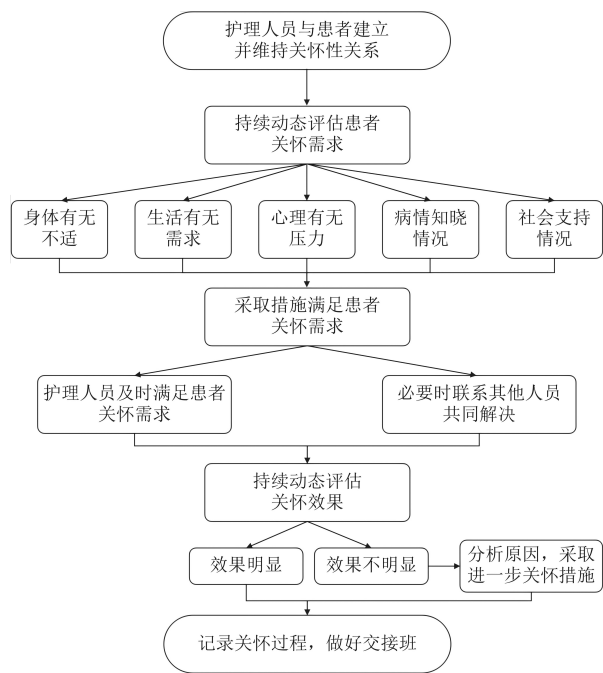 护理人员与患者建立
并维持关怀性关系
持续动态评估患者
关怀需求
身体有无
不适
生活有无
需求
心理有无
压力
病情知晓
情况
社会支持
情况
采取措施满足患者
关怀需求
护理人员及时满足患者
关怀需求
必要时联系其他人员
共同解决
持续动态评估
关怀效果
效果明显
效果不明显
分析原因，采取
进一步关怀措施
记录关怀过程，做好交接班